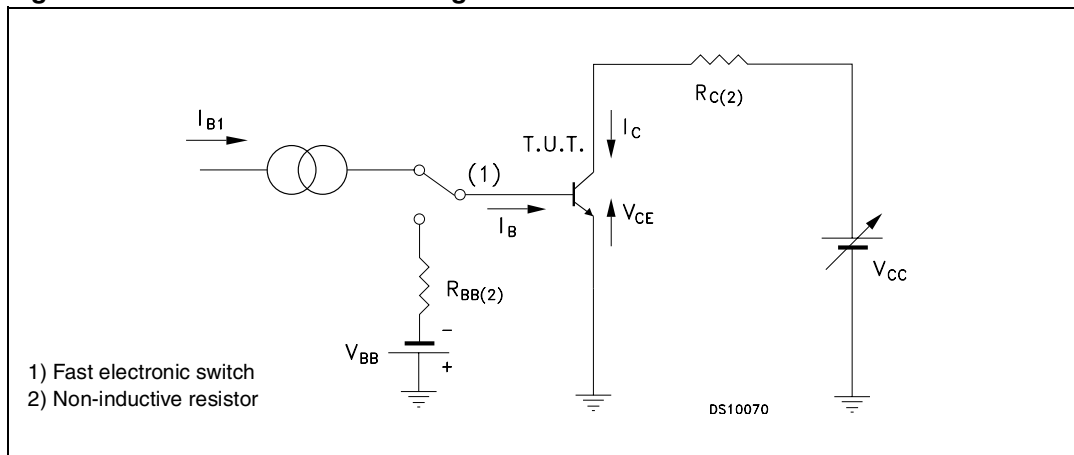 I_B1
R_C(2)
I_C
T.U.T.
(1)
I_B
V_CE
V_CC
R_BB(2)
V_BB
−
+
1) Fast electronic switch
2) Non-inductive resistor
DS10070